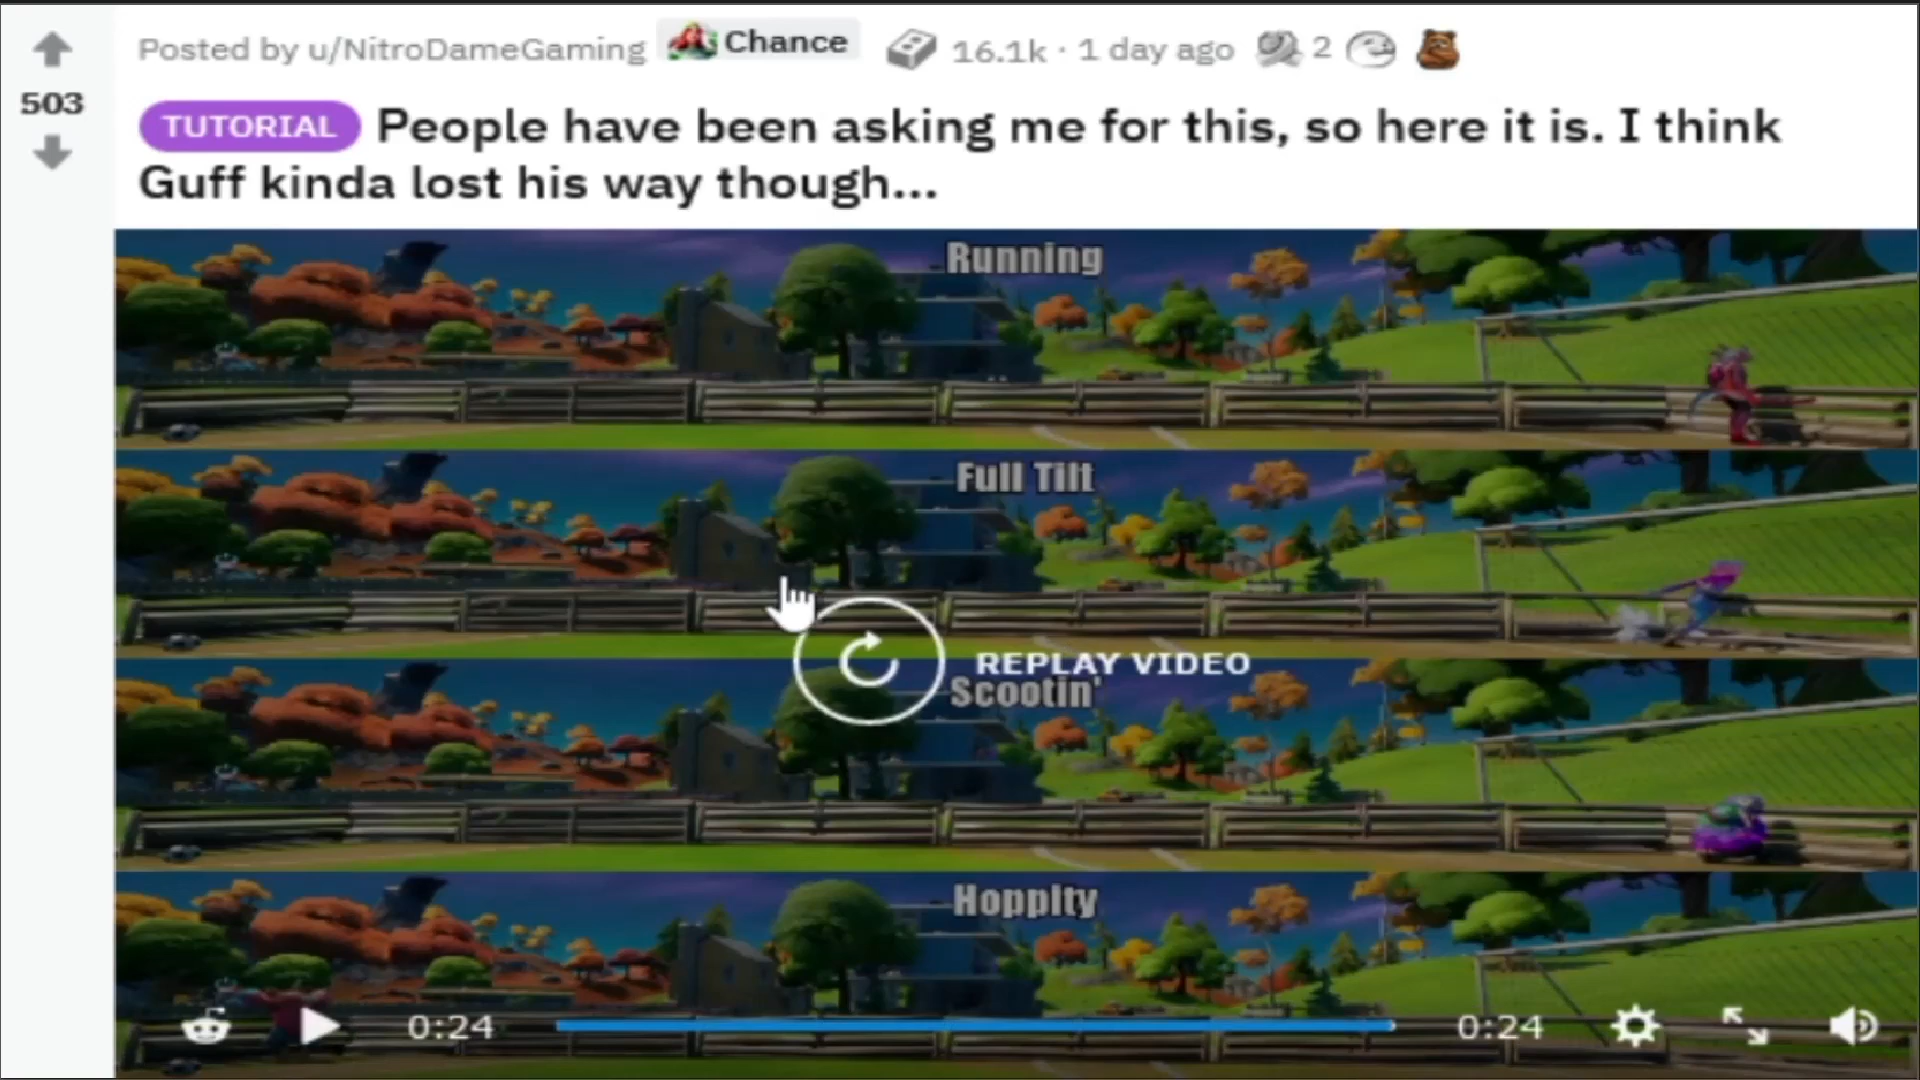 Posted by u/NitroDameGaming Chance 16.1k · 1 day ago 2
503
TUTORIAL People have been asking me for this, so here it is. I think
Guff kinda lost his way though...
Running
Full Tilt
REPLAY VIDEO
Scootin'
Hoppity
0:24 0:24